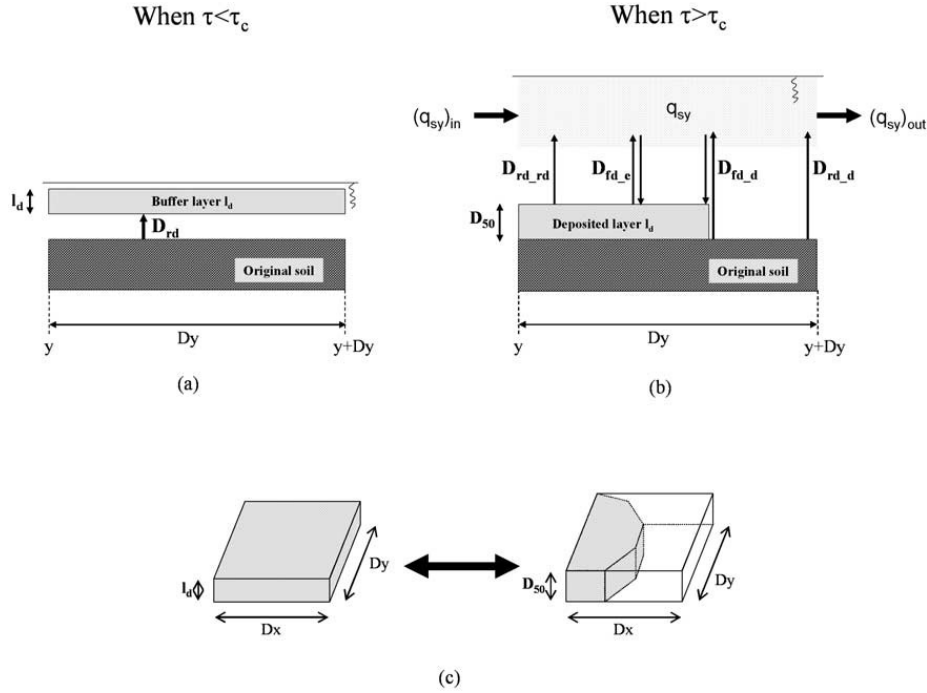 When τ<τc
When τ>τc
(qsy)in
qsy
(qsy)out
Drd_rd
Dfd_e
Dfd_d
Drd_d
ld
Buffer layer ld
Drd
D50
Deposited layer ld
Original soil
Original soil
Dy
y
y+Dy
Dy
y
y+Dy
(a)
(b)
ld
Dy
Dx
D50
Dy
Dx
(c)